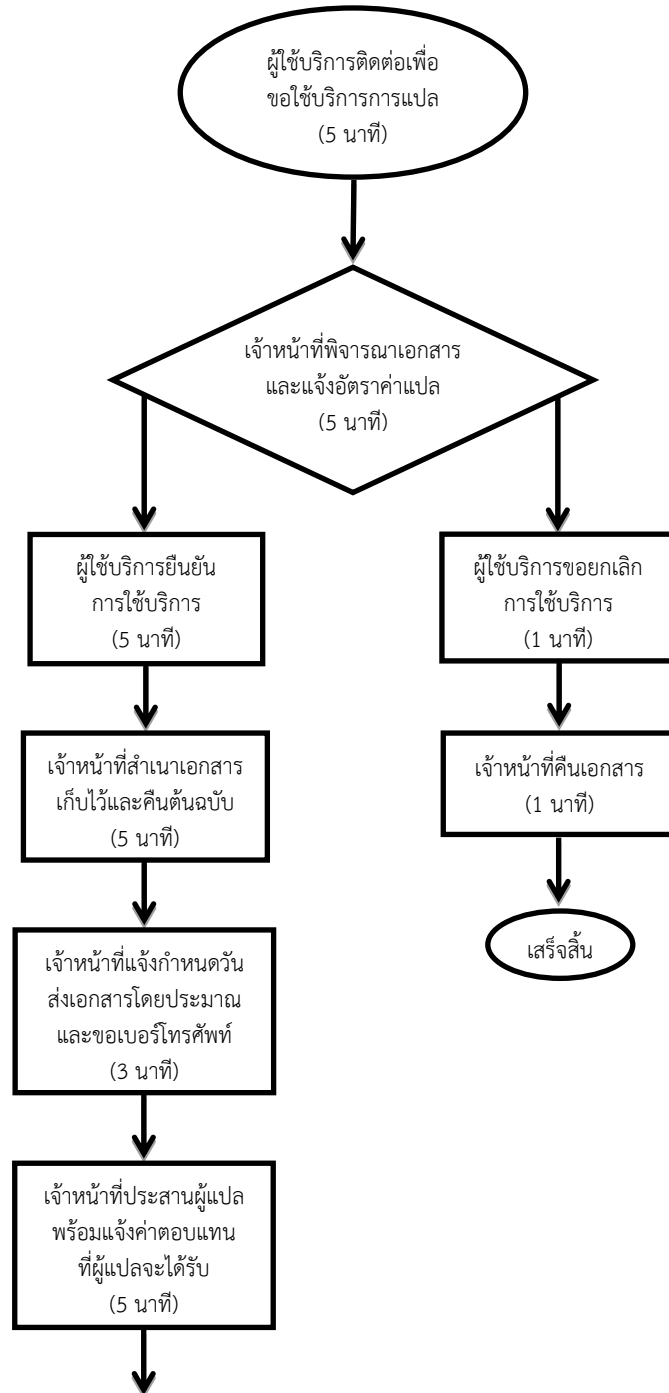 ผู้ใช้บริการติดต่อเพื่อ
ขอใช้บริการการแปล
(5 นาที)
เจ้าหน้าที่พิจารณาเอกสาร
และแจ้งอัตราค่าแปล
(5 นาที)
ผู้ใช้บริการยืนยัน
การใช้บริการ
(5 นาที)
ผู้ใช้บริการขอยกเลิก
การใช้บริการ
(1 นาที)
เจ้าหน้าที่สำเนาเอกสาร
เก็บไว้และคืนต้นฉบับ
(5 นาที)
เจ้าหน้าที่คืนเอกสาร
(1 นาที)
เจ้าหน้าที่แจ้งกำหนดวัน
ส่งเอกสารโดยประมาณ
และขอเบอร์โทรศัพท์
(3 นาที)
เสร็จสิ้น
เจ้าหน้าที่ประสานผู้แปล
พร้อมแจ้งค่าตอบแทน
ที่ผู้แปลจะได้รับ
(5 นาที)